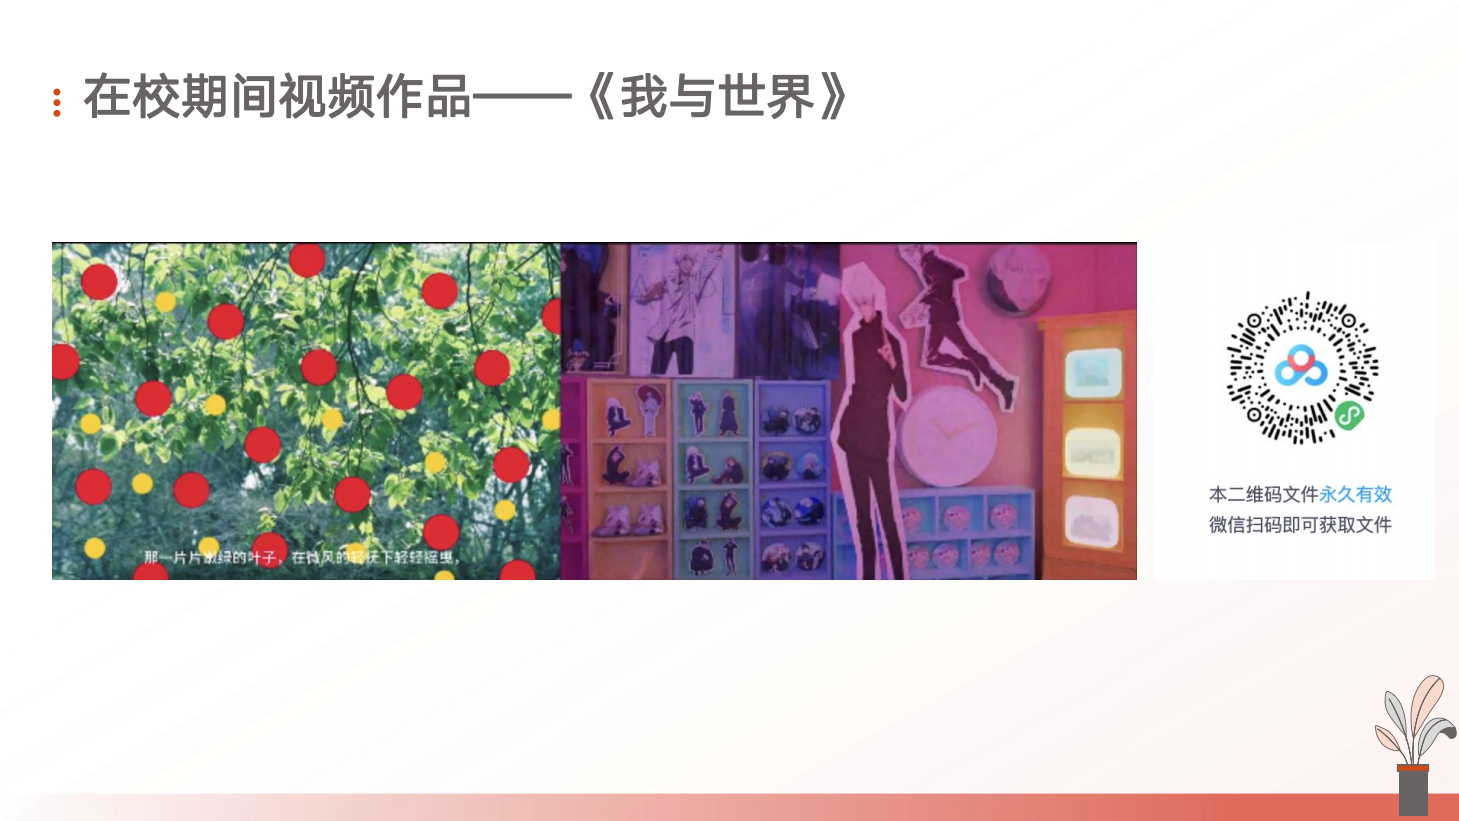 在校期间视频作品——《我与世界》
那一片片嫩绿的叶子，在微风的轻抚下轻轻摇曳，
本二维码文件永久有效
微信扫码即可获取文件